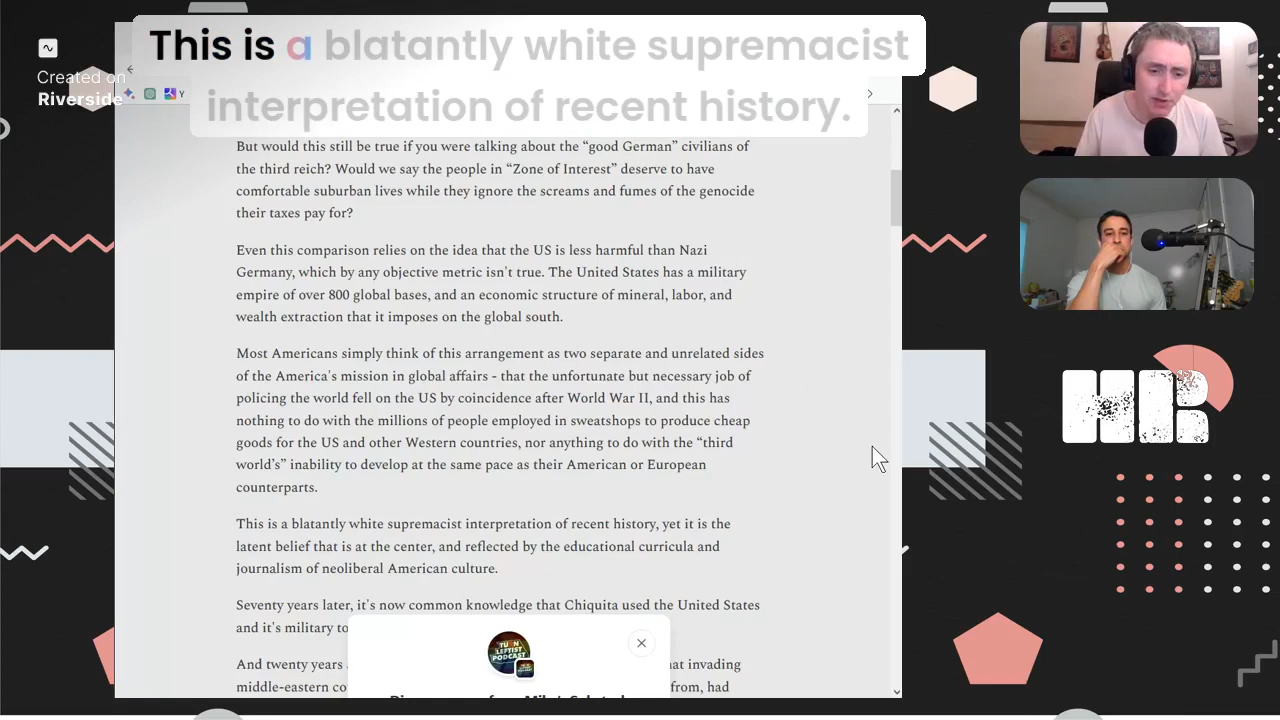 This is a blatantly white supremacist
interpretation of recent history.
Created on
Riverside
Y
But would this still be true if you were talking about the “good German” civilians of
the third reich? Would we say the people in “Zone of Interest” deserve to have
comfortable suburban lives while they ignore the screams and fumes of the genocide
their taxes pay for?
Even this comparison relies on the idea that the US is less harmful than Nazi
Germany, which by any objective metric isn't true. The United States has a military
empire of over 800 global bases, and an economic structure of mineral, labor, and
wealth extraction that it imposes on the global south.
Most Americans simply think of this arrangement as two separate and unrelated sides
of the America's mission in global affairs - that the unfortunate but necessary job of
policing the world fell on the US by coincidence after World War II, and this has
nothing to do with the millions of people employed in sweatshops to produce cheap
goods for the US and other Western countries, nor anything to do with the “third
world’s” inability to develop at the same pace as their American or European
counterparts.
This is a blatantly white supremacist interpretation of recent history, yet it is the
latent belief that is at the center, and reflected by the educational curricula and
journalism of neoliberal American culture.
Seventy years later, it's now common knowledge that Chiquita used the United States
and it's military to
And twenty years
hat invading
middle-eastern
from, had
TURN
LEFTIST
PODCAST
HR